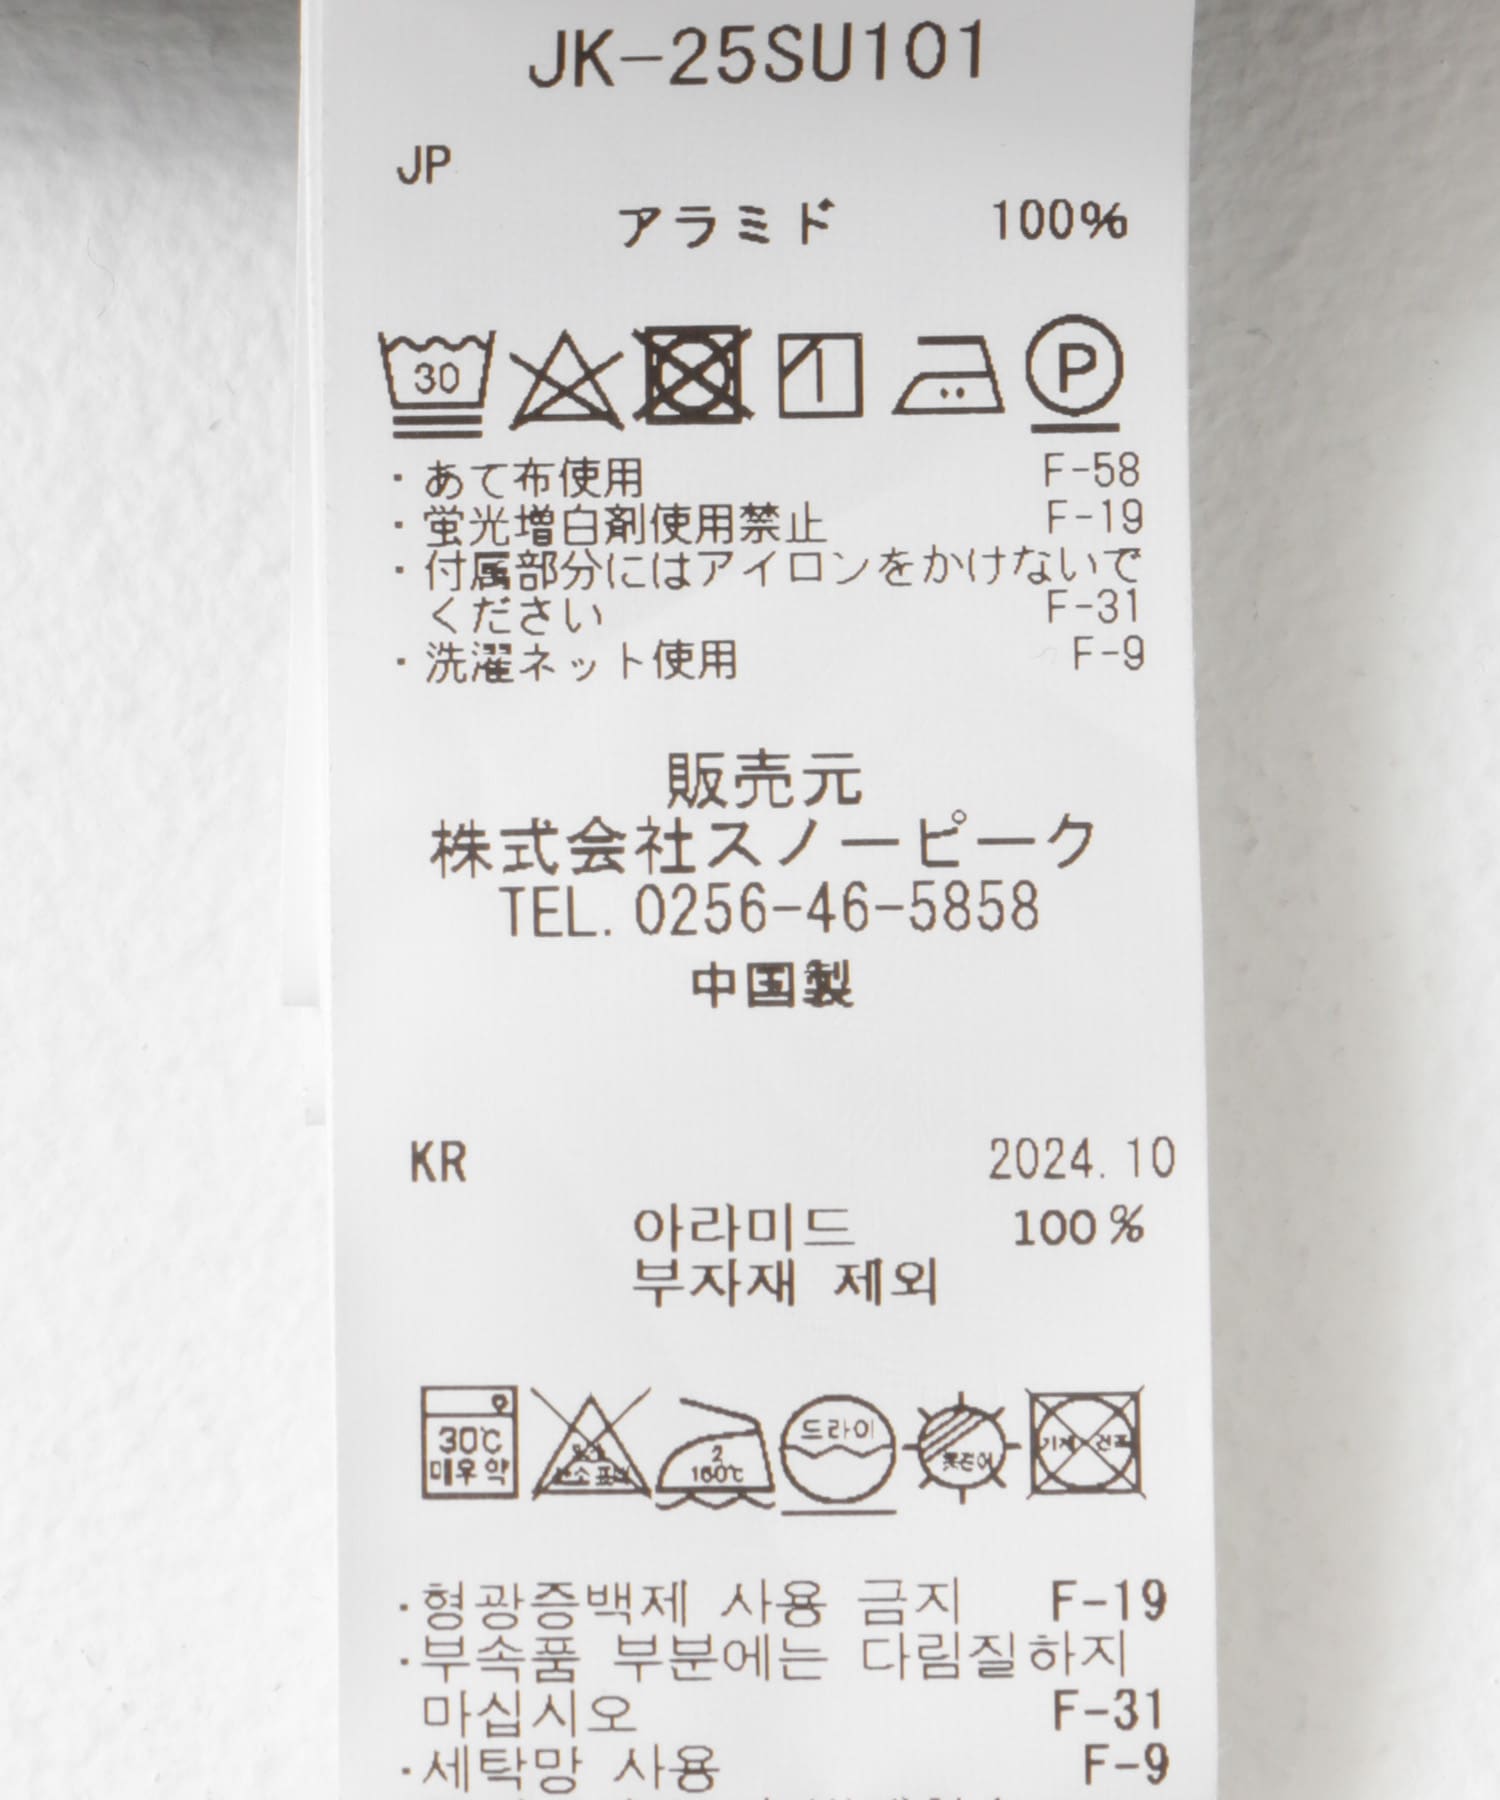 JK-25SU101
JP
アラミド 100%
30
P
・あて布使用 F-58
・蛍光増白剤使用禁止 F-19
・付属部分にはアイロンをかけないで
ください F-31
・洗濯ネット使用 F-9
販売元
株式会社スノーピーク
TEL. 0256-46-5858
中国製
KR 2024.10
아라미드 100%
부자재 제외
30℃
매우 약
2
160℃
드라이
・형광증백제 사용 금지 F-19
・부속품 부분에는 다림질하지
마십시오 F-31
・세탁망 사용 F-9